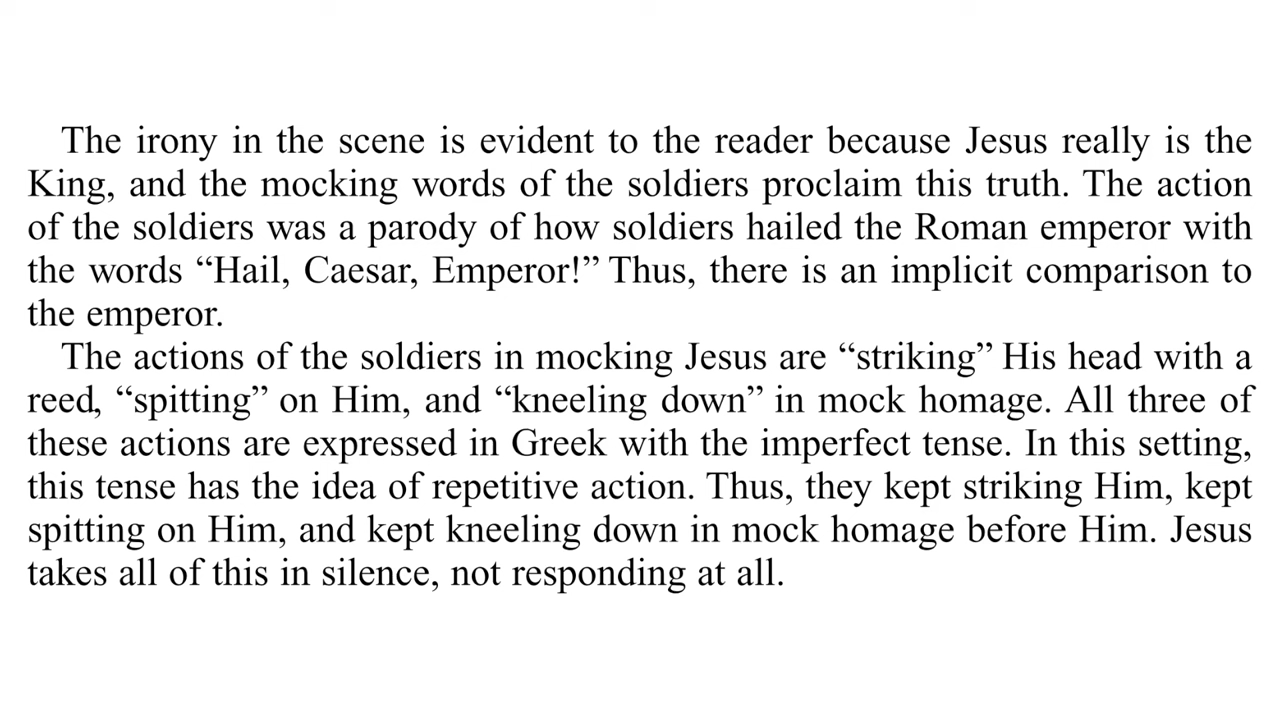 The irony in the scene is evident to the reader because Jesus really is the
King, and the mocking words of the soldiers proclaim this truth. The action
of the soldiers was a parody of how soldiers hailed the Roman emperor with
the words “Hail, Caesar, Emperor!” Thus, there is an implicit comparison to
the emperor.
The actions of the soldiers in mocking Jesus are “striking” His head with a
reed, “spitting” on Him, and “kneeling down” in mock homage. All three of
these actions are expressed in Greek with the imperfect tense. In this setting,
this tense has the idea of repetitive action. Thus, they kept striking Him, kept
spitting on Him, and kept kneeling down in mock homage before Him. Jesus
takes all of this in silence, not responding at all.